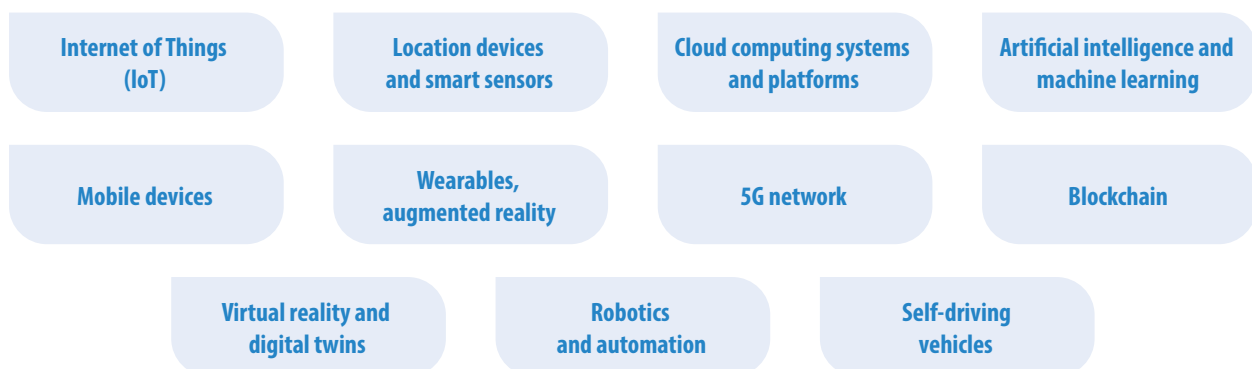 Internet of Things
(IoT)
Location devices
and smart sensors
Cloud computing systems
and platforms
Artificial intelligence and
machine learning
Mobile devices
Wearables,
augmented reality
5G network
Blockchain
Virtual reality and
digital twins
Robotics
and automation
Self-driving
vehicles